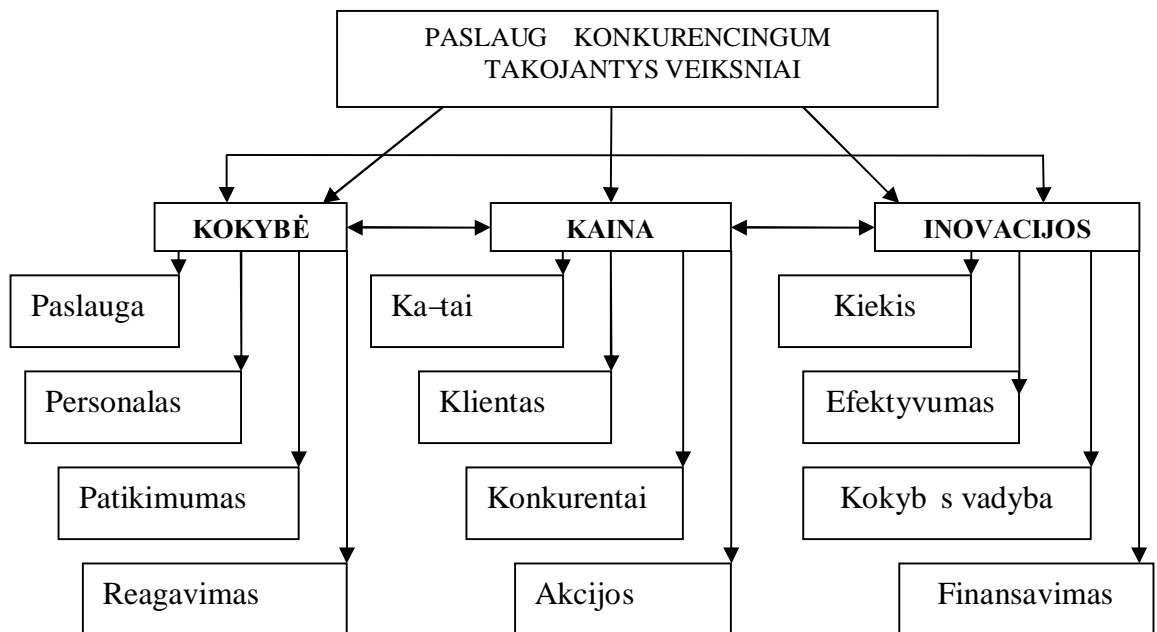 PASLAUG KONKURENCINGUM
TAKOJANTYS VEIKSNIAI
KOKYBĖ
KAINA
INOVACIJOS
Paslauga
Ka–tai
Kiekis
Personalas
Klientas
Efektyvumas
Patikimumas
Konkurentai
Kokyb s vadyba
Reagavimas
Akcijos
Finansavimas